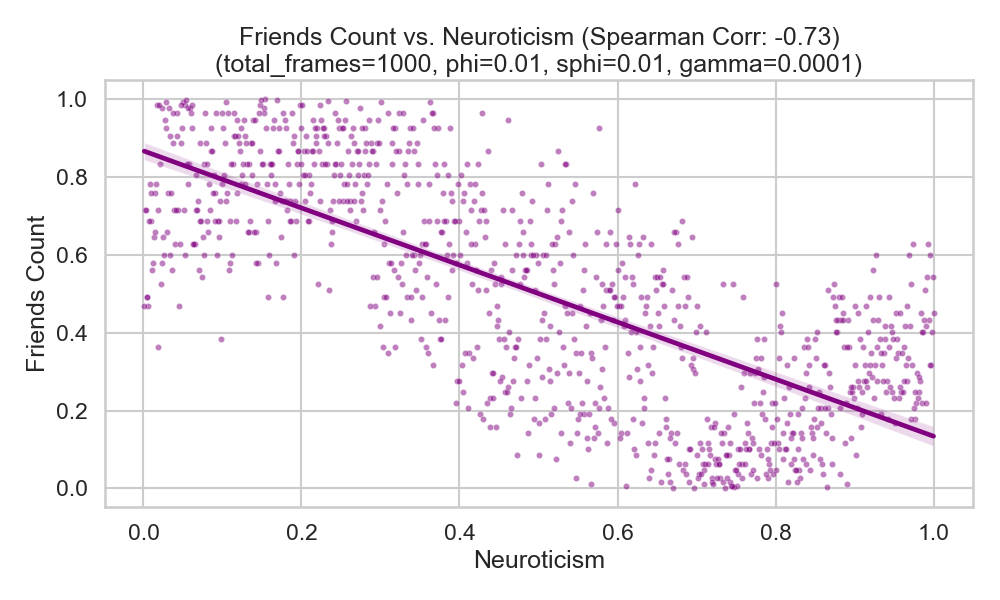 Friends Count vs. Neuroticism (Spearman Corr: -0.73)
(total_frames=1000, phi=0.01, sphi=0.01, gamma=0.0001)
Friends Count
1.0
0.8
0.6
0.4
0.2
0.0
0.0 0.2 0.4 0.6 0.8 1.0
Neuroticism